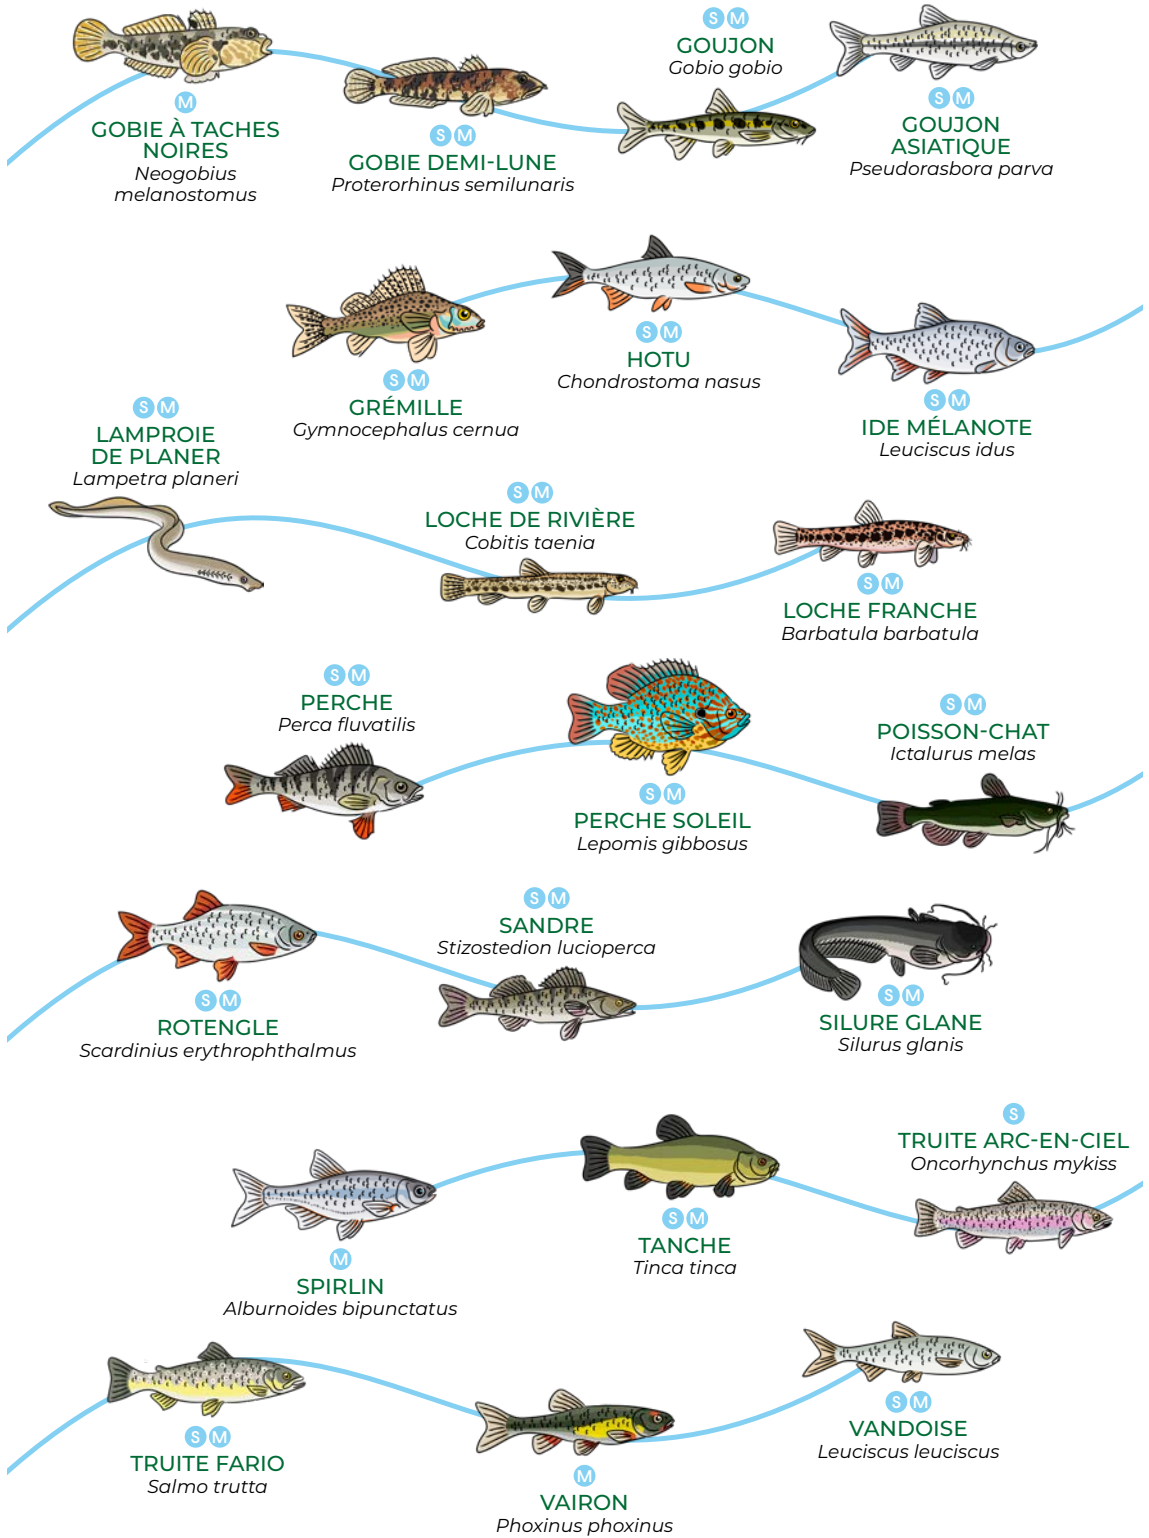 M
GOBIE À TACHES
NOIRES
Neogobius
melanostomus
S M
GOBIE DEMI-LUNE
Proterorhinus semilunaris
S M
GOUJON
Gobio gobio
S M
GOUJON
ASIATIQUE
Pseudorasbora parva
S M
GRÉMILLE
Gymnocephalus cernua
S M
HOTU
Chondrostoma nasus
S M
IDE MÉLANOTE
Leuciscus idus
S M
LAMPROIE
DE PLANER
Lampetra planeri
S M
LOCHE DE RIVIÈRE
Cobitis taenia
S M
LOCHE FRANCHE
Barbatula barbatula
S M
PERCHE
Perca fluvatilis
S M
PERCHE SOLEIL
Lepomis gibbosus
S M
POISSON-CHAT
Ictalurus melas
S M
ROTENGLE
Scardinius erythrophthalmus
S M
SANDRE
Stizostedion lucioperca
S M
SILURE GLANE
Silurus glanis
M
SPIRLIN
Alburnoides bipunctatus
S M
TANCHE
Tinca tinca
S
TRUITE ARC-EN-CIEL
Oncorhynchus mykiss
S M
TRUITE FARIO
Salmo trutta
M
VAIRON
Phoxinus phoxinus
S M
VANDOISE
Leuciscus leuciscus